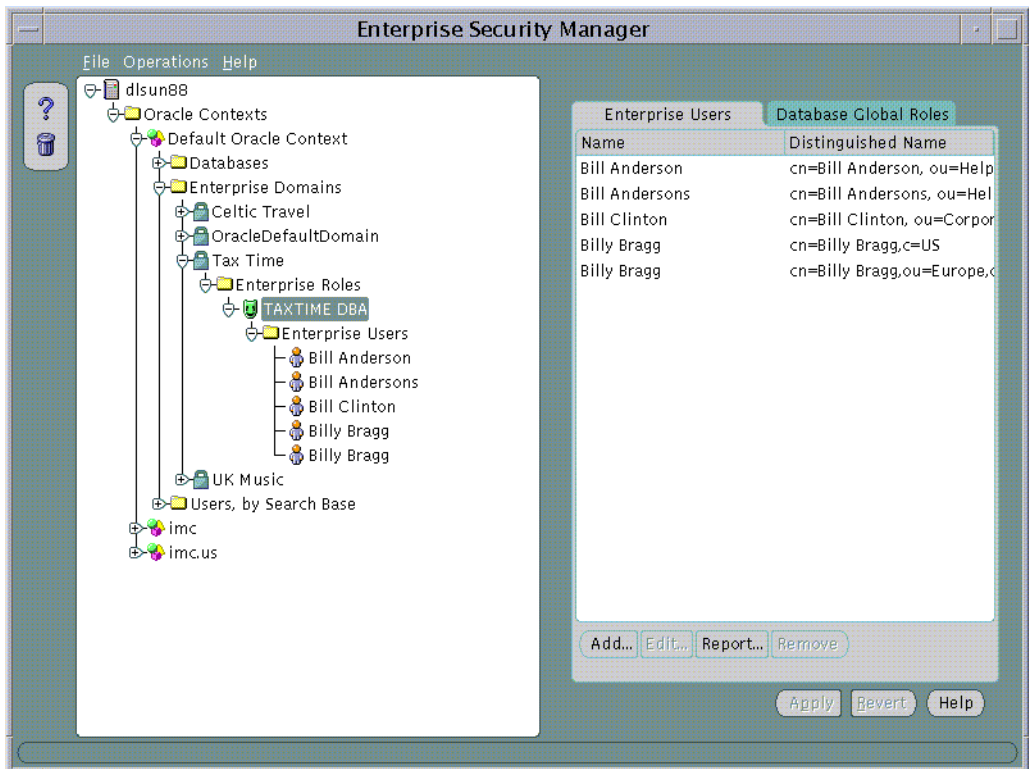 Enterprise Security Manager
File Operations Help
dlsun88
Oracle Contexts
Default Oracle Context
Databases
Enterprise Domains
Celtic Travel
OracleDefaultDomain
Tax Time
Enterprise Roles
TAXTIME DBA
Enterprise Users
Bill Anderson
Bill Andersons
Bill Clinton
Billy Bragg
Billy Bragg
UK Music
Users, by Search Base
imc
imc.us
Enterprise Users Database Global Roles
Name Distinguished Name
Bill Anderson cn=Bill Anderson, ou=Help
Bill Andersons cn=Bill Andersons, ou=Hel
Bill Clinton cn=Bill Clinton, ou=Corpor
Billy Bragg cn=Billy Bragg,c=US
Billy Bragg cn=Billy Bragg,ou=Europe,c
Add... Edit... Report... Remove
Apply Revert Help